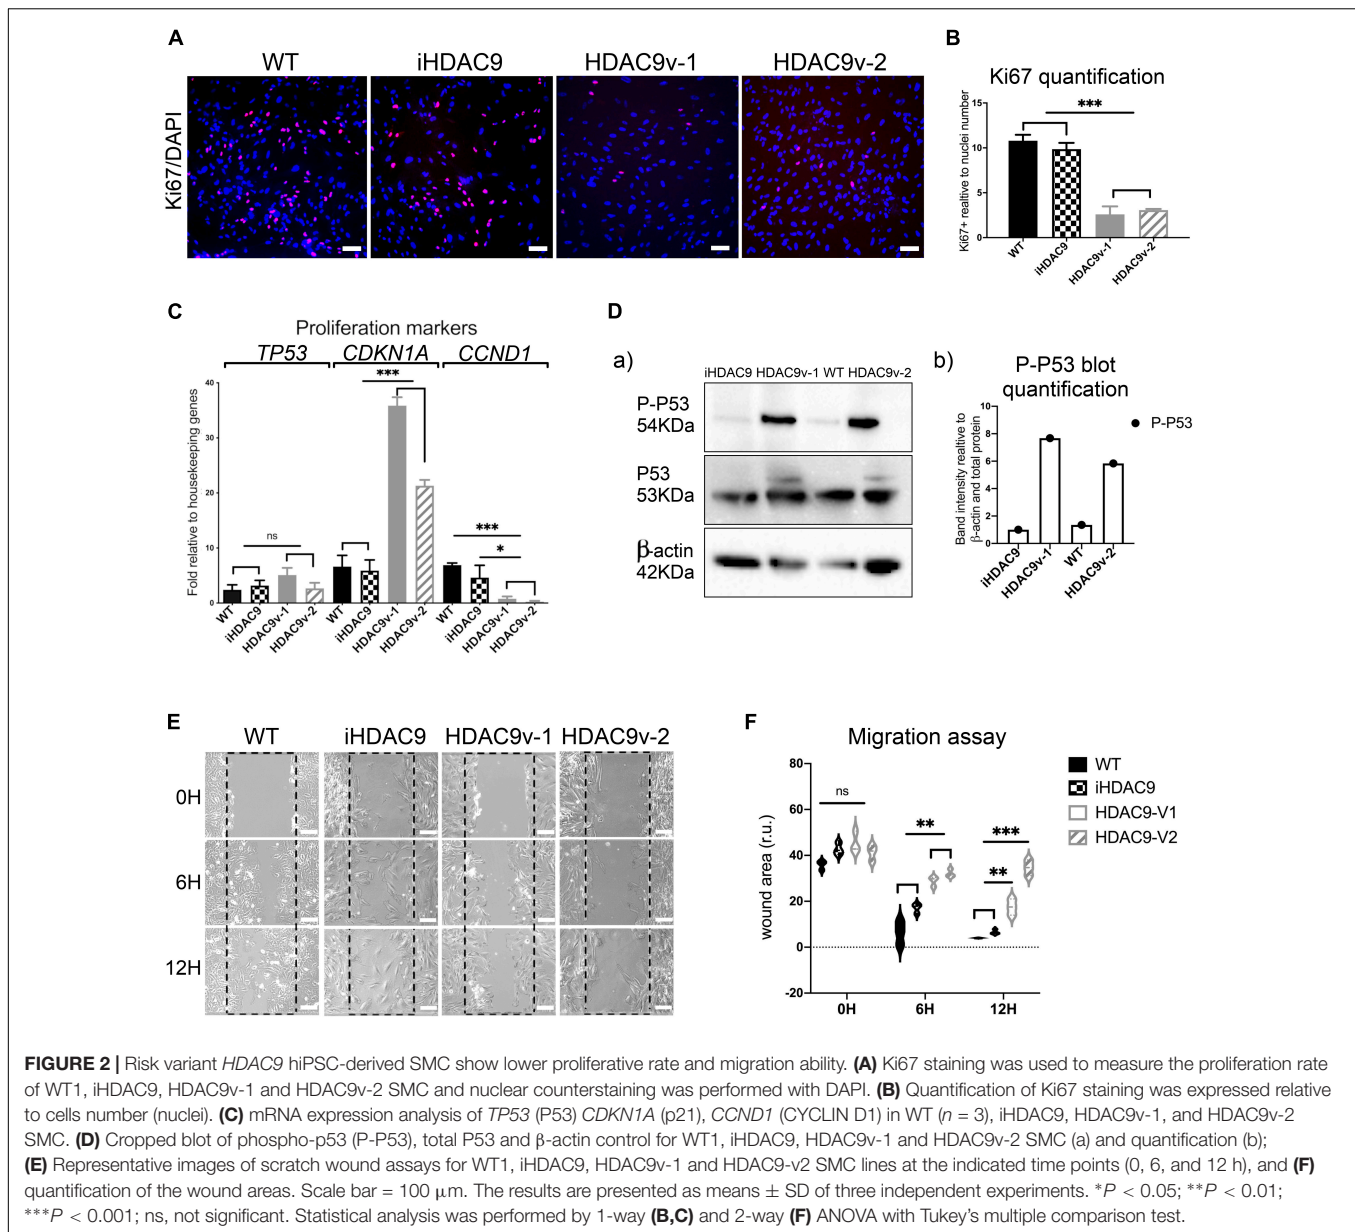 A
WT
iHDAC9
HDAC9v-1
HDAC9v-2
Ki67/DAPI
B
Ki67 quantification
Ki67+ realtive to nuclei number
15
10
5
0
***
WT
iHDAC9
HDAC9v-1
HDAC9v-2
C
Proliferation markers
TP53 CDKN1A CCND1
Fold relative to housekeeping genes
40
30
20
10
0
ns
***
***
*
WT
iHDAC9
HDAC9v-1
HDAC9v-2
WT
iHDAC9
HDAC9v-1
HDAC9v-2
WT
iHDAC9
HDAC9v-1
HDAC9v-2
D
a)
iHDAC9 HDAC9v-1 WT HDAC9v-2
P-P53
54KDa
P53
53KDa
β-actin
42KDa
b)
P-P53 blot
quantification
Band intensity realtive to
β-actin and total protein
10
8
6
4
2
0
P-P53
iHDAC9
HDAC9v-1
WT
HDAC9v-2
E
WT
iHDAC9
HDAC9v-1
HDAC9v-2
0H
6H
12H
F
Migration assay
wound area (r.u.)
80
60
40
20
0
-20
ns
**
***
**
0H
6H
12H
WT
iHDAC9
HDAC9-V1
HDAC9-V2
FIGURE 2 | Risk variant HDAC9 hiPSC-derived SMC show lower proliferative rate and migration ability. (A) Ki67 staining was used to measure the proliferation rate
of WT1, iHDAC9, HDAC9v-1 and HDAC9v-2 SMC and nuclear counterstaining was performed with DAPI. (B) Quantification of Ki67 staining was expressed relative
to cells number (nuclei). (C) mRNA expression analysis of TP53 (P53) CDKN1A (p21), CCND1 (CYCLIN D1) in WT (n = 3), iHDAC9, HDAC9v-1, and HDAC9v-2
SMC. (D) Cropped blot of phospho-p53 (P-P53), total P53 and β-actin control for WT1, iHDAC9, HDAC9v-1 and HDAC9v-2 SMC (a) and quantification (b);
(E) Representative images of scratch wound assays for WT1, iHDAC9, HDAC9v-1 and HDAC9-v2 SMC lines at the indicated time points (0, 6, and 12 h), and (F)
quantification of the wound areas. Scale bar = 100 μm. The results are presented as means ± SD of three independent experiments. *P < 0.05; **P < 0.01;
***P < 0.001; ns, not significant. Statistical analysis was performed by 1-way (B,C) and 2-way (F) ANOVA with Tukey's multiple comparison test.